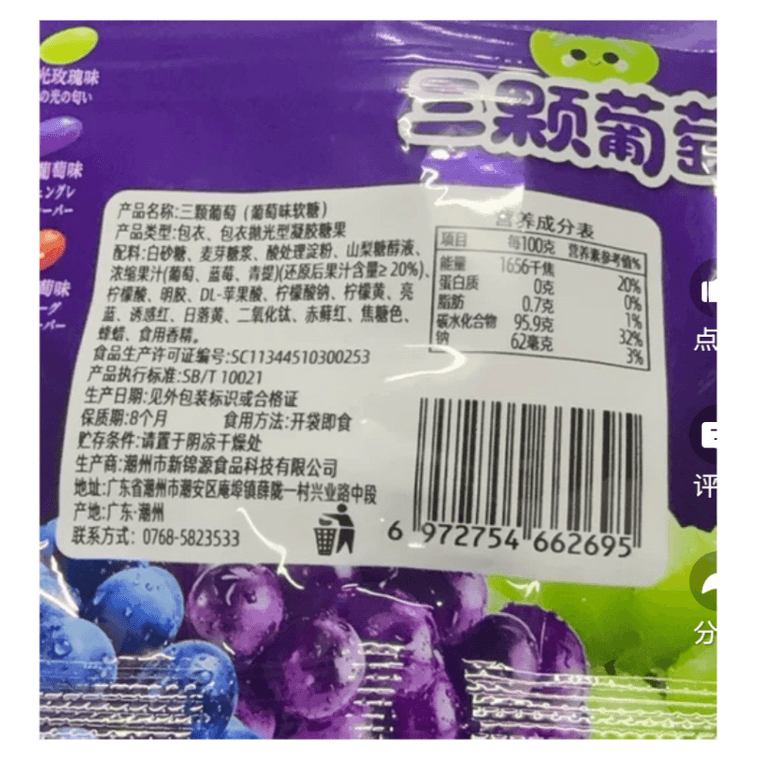 光玫瑰味
の光の匂い
葡萄味
ングレ
ーパー
萄味
ーグ
ーパー
三颗葡萄
产品名称:三颗葡萄(葡萄味软糖)
产品类型:包衣、包衣抛光型凝胶糖果
配料:白砂糖、麦芽糖浆、酸处理淀粉、山梨糖醇液、
浓缩果汁(葡萄、蓝莓、青提)(还原后果汁含量≥20%)、
柠檬酸、明胶、DL-苹果酸、柠檬酸钠、柠檬黄、亮
蓝、诱惑红、日落黄、二氧化钛、赤藓红、焦糖色、
蜂蜡、食用香精。
食品生产许可证编号:SC11344510300253
产品执行标准:SB/T 10021
生产日期:见外包装标识或合格证
保质期:8个月 食用方法:开袋即食
贮存条件:请置于阴凉干燥处
生产商:潮州市新锦源食品科技有限公司
地址:广东省潮州市潮安区庵埠镇薛陇一村兴业路中段
产地:广东·潮州
联系方式: 0768-5823533
营养成分表
项目 每100克 营养素参考值%
能量 1656千焦 20%
蛋白质 0克 0%
脂肪 0.7克 1%
碳水化合物 95.9克 32%
钠 62毫克 3%
6 972754 662695
点
评
分